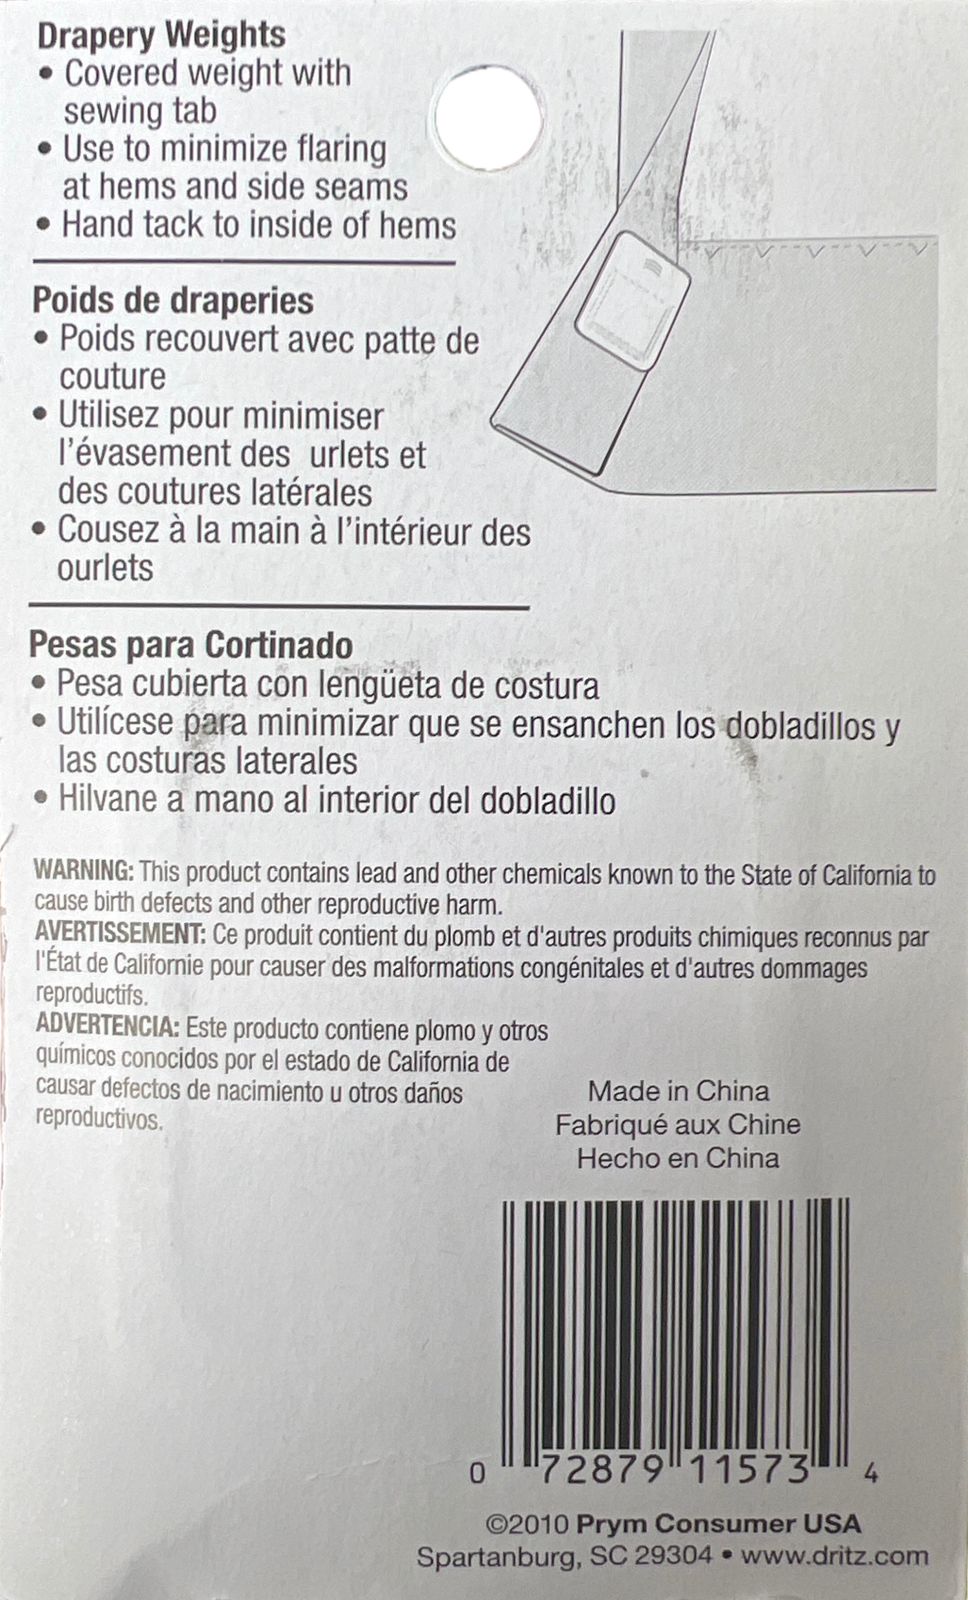 Drapery Weights
• Covered weight with
sewing tab
• Use to minimize flaring
at hems and side seams
• Hand tack to inside of hems
Poids de draperies
• Poids recouvert avec patte de
couture
• Utilisez pour minimiser
l'évasement des  urlets et
des coutures latérales
• Cousez à la main à l'intérieur des
ourlets
Pesas para Cortinado
• Pesa cubierta con lengüeta de costura
• Utilícese para minimizar que se ensanchen los dobladillos y
las costuras laterales
• Hilvane a mano al interior del dobladillo
WARNING: This product contains lead and other chemicals known to the State of California to
cause birth defects and other reproductive harm.
AVERTISSEMENT: Ce produit contient du plomb et d'autres produits chimiques reconnus par
l'État de Californie pour causer des malformations congénitales et d'autres dommages
reproductifs.
ADVERTENCIA: Este producto contiene plomo y otros
químicos conocidos por el estado de California de
causar defectos de nacimiento u otros daños
reproductivos.
Made in China
Fabriqué aux Chine
Hecho en China
0 72879 11573 4
©2010 Prym Consumer USA
Spartanburg, SC 29304 • www.dritz.com